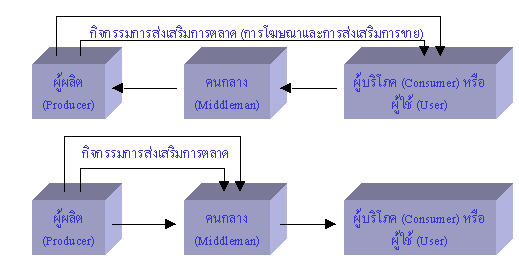 กิจกรรมการส่งเสริมการตลาด (การโฆษณาและการส่งเสริมการขาย)
ผู้ผลิต
(Producer)
คนกลาง
(Middleman)
ผู้บริโภค (Consumer) หรือ
ผู้ใช้ (User)
กิจกรรมการส่งเสริมการตลาด
ผู้ผลิต
(Producer)
คนกลาง
(Middleman)
ผู้บริโภค (Consumer) หรือ
ผู้ใช้ (User)